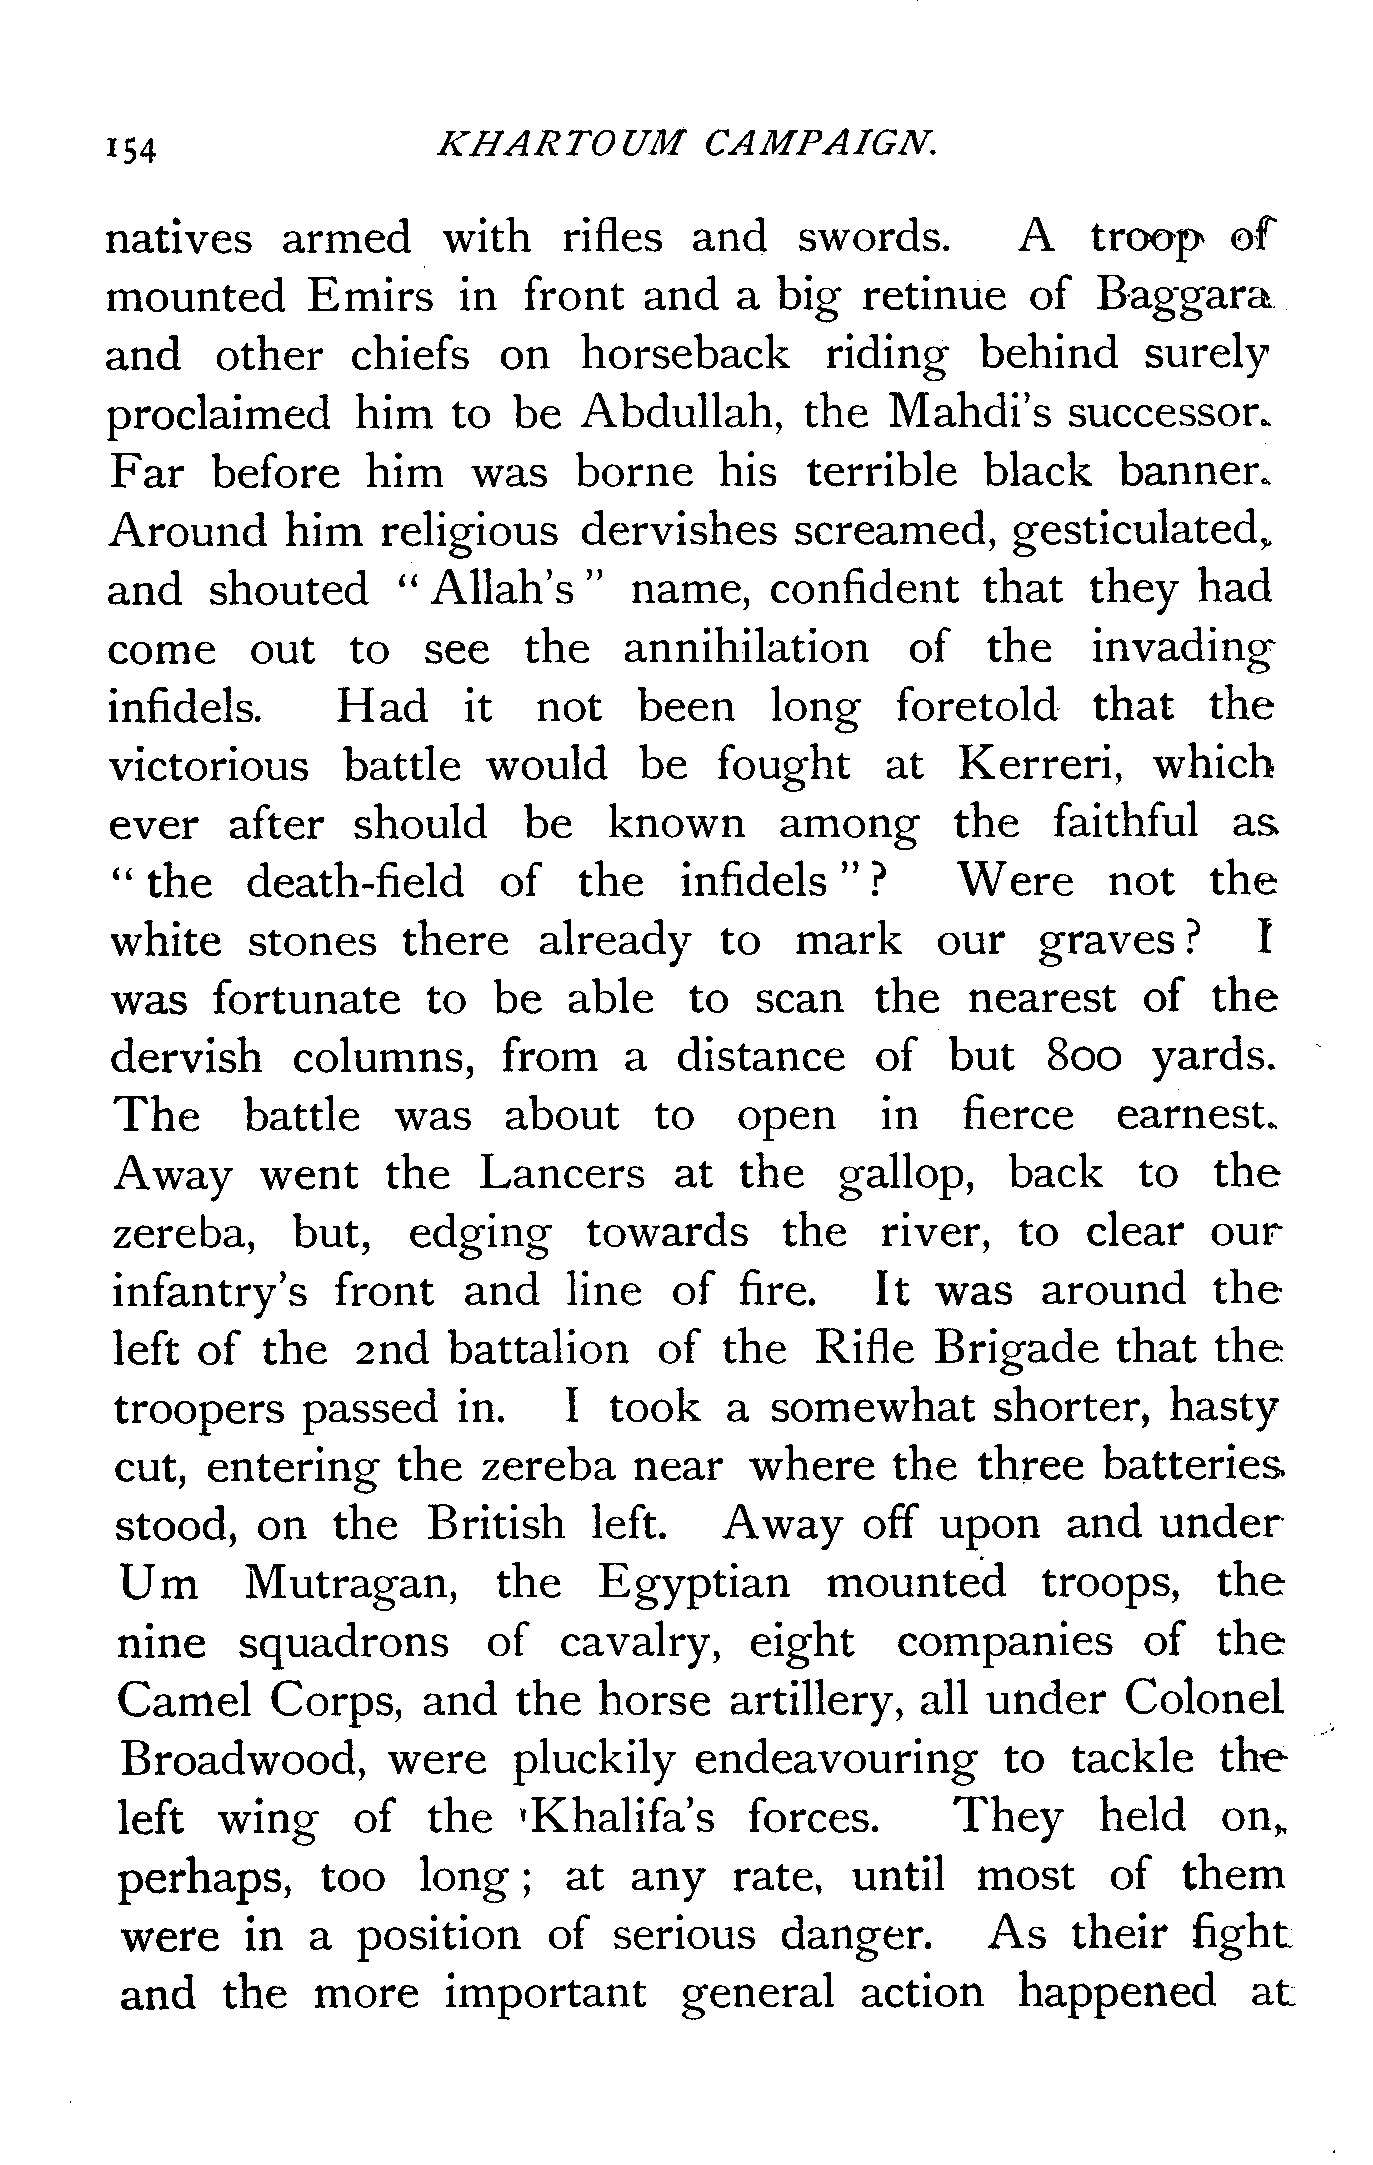 154 KHARTOUM CAMPAIGN.
natives armed with rifles and swords. A troop of
mounted Emirs in front and a big retinue of Baggara
and other chiefs on horseback riding behind surely
proclaimed him to be Abdullah, the Mahdi's successor.
Far before him was borne his terrible black banner.
Around him religious dervishes screamed, gesticulated,
and shouted “ Allah's ” name, confident that they had
come out to see the annihilation of the invading
infidels. Had it not been long foretold that the
victorious battle would be fought at Kerreri, which
ever after should be known among the faithful as
“ the death-field of the infidels ” ? Were not the
white stones there already to mark our graves ? I
was fortunate to be able to scan the nearest of the
dervish columns, from a distance of but 800 yards.
The battle was about to open in fierce earnest.
Away went the Lancers at the gallop, back to the
zereba, but, edging towards the river, to clear our
infantry's front and line of fire. It was around the
left of the 2nd battalion of the Rifle Brigade that the
troopers passed in. I took a somewhat shorter, hasty
cut, entering the zereba near where the three batteries
stood, on the British left. Away off upon and under
Um Mutragan, the Egyptian mounted troops, the
nine squadrons of cavalry, eight companies of the
Camel Corps, and the horse artillery, all under Colonel
Broadwood, were pluckily endeavouring to tackle the
left wing of the 'Khalifa's forces. They held on,
perhaps, too long ; at any rate, until most of them
were in a position of serious danger. As their fight
and the more important general action happened at